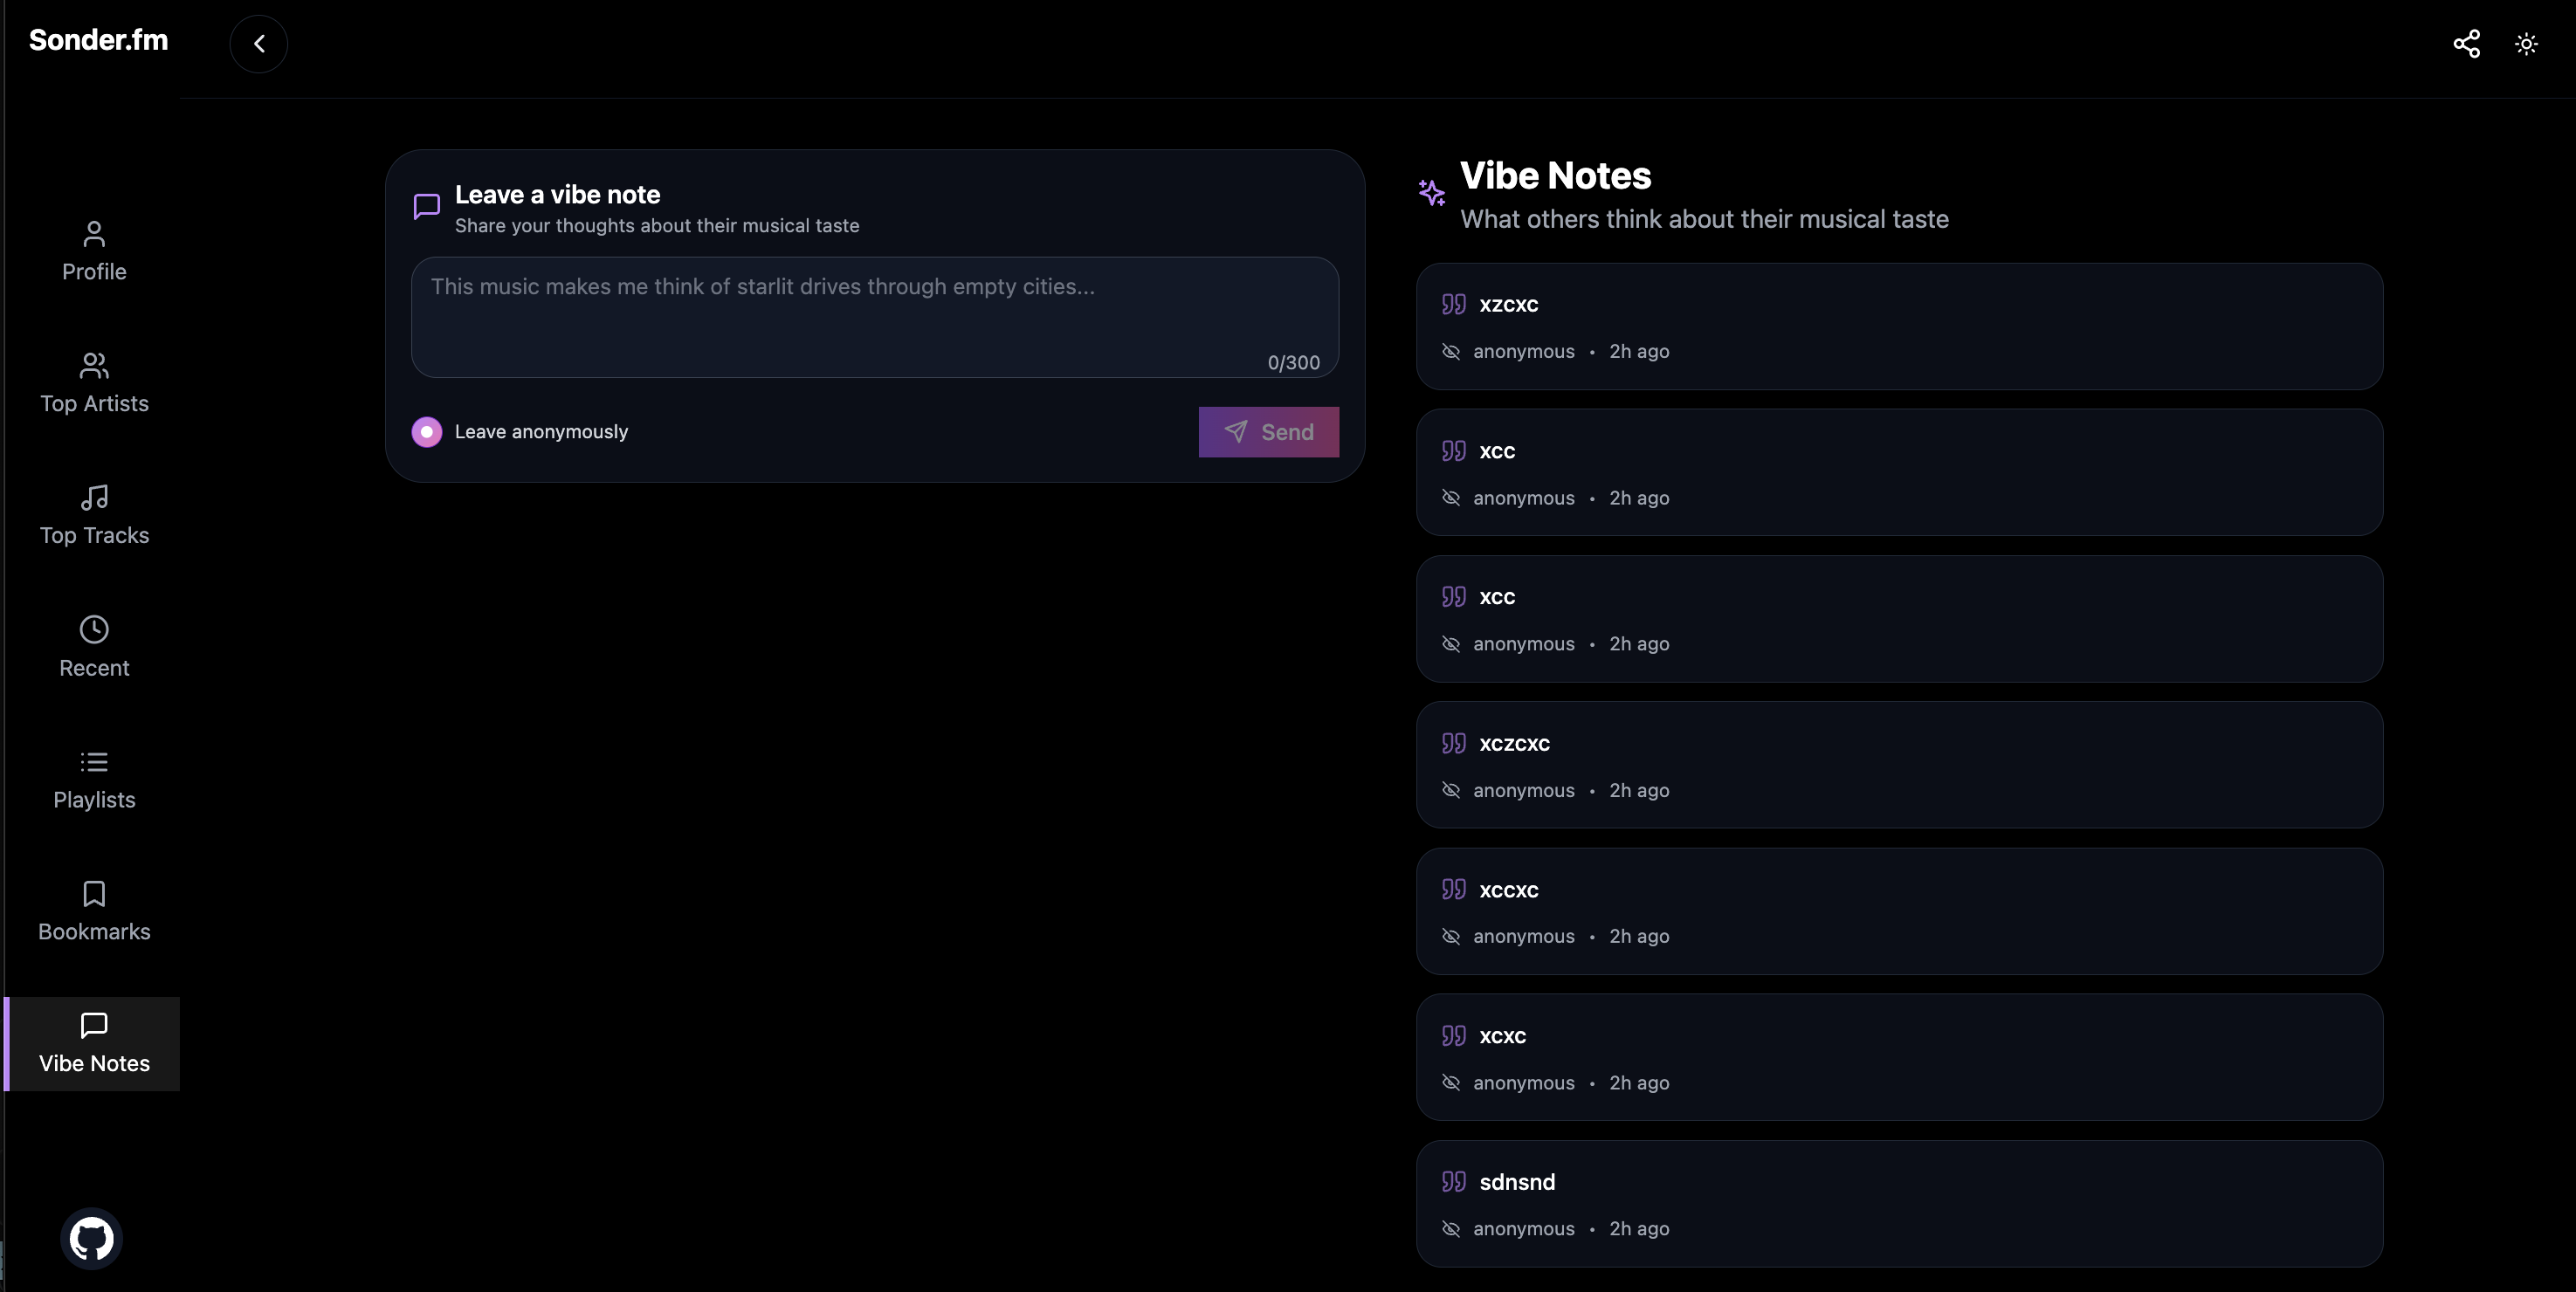 Sonder.fm
Profile
Top Artists
Top Tracks
Recent
Playlists
Bookmarks
Vibe Notes
Leave a vibe note
Share your thoughts about their musical taste
This music makes me think of starlit drives through empty cities...
0/300
Leave anonymously
Send
Vibe Notes
What others think about their musical taste
xzcxc
anonymous • 2h ago
xcc
anonymous • 2h ago
xcc
anonymous • 2h ago
xczcxc
anonymous • 2h ago
xccxc
anonymous • 2h ago
xcxc
anonymous • 2h ago
sdnsnd
anonymous • 2h ago